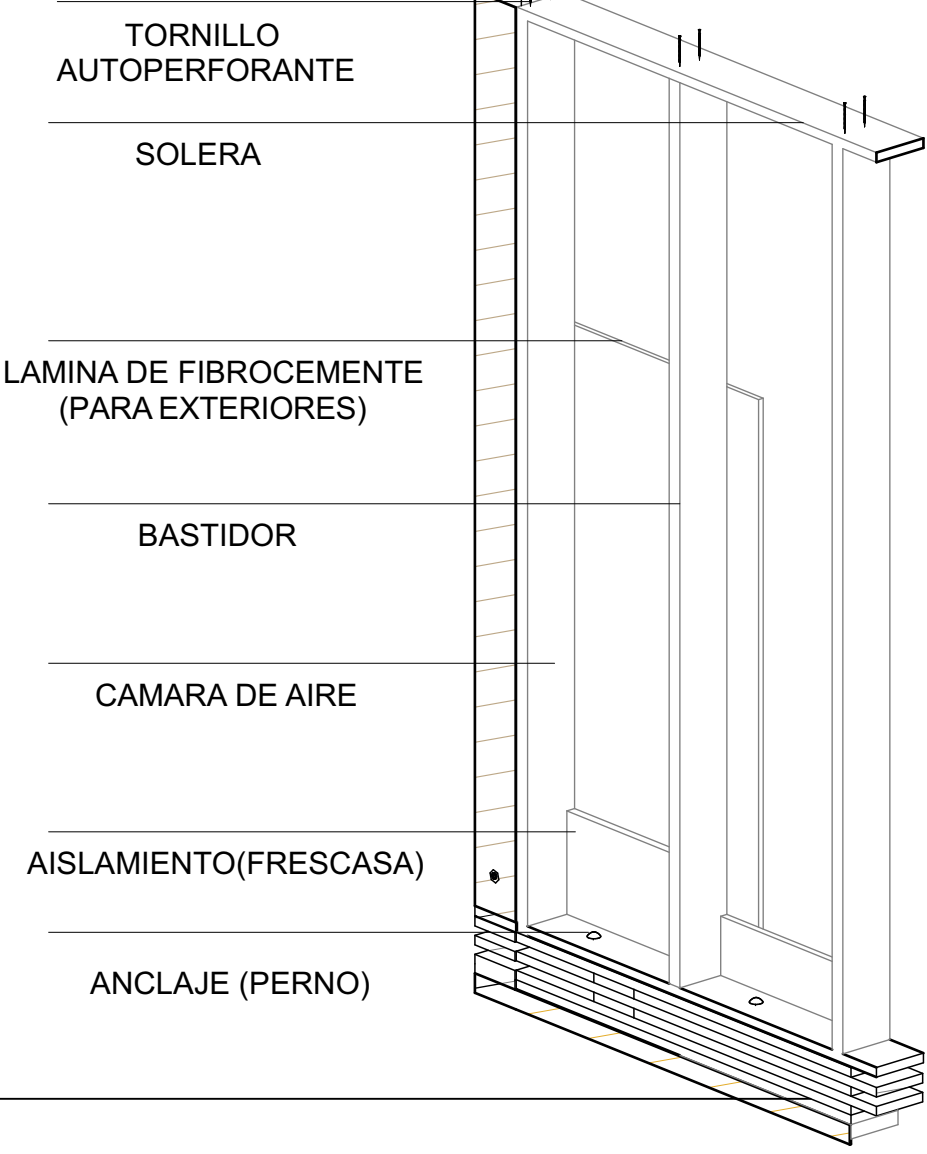 TORNILLO
AUTOPERFORANTE
SOLERA
LAMINA DE FIBROCEMENTE
(PARA EXTERIORES)
BASTIDOR
CAMARA DE AIRE
AISLAMIENTO(FRESCASA)
ANCLAJE (PERNO)